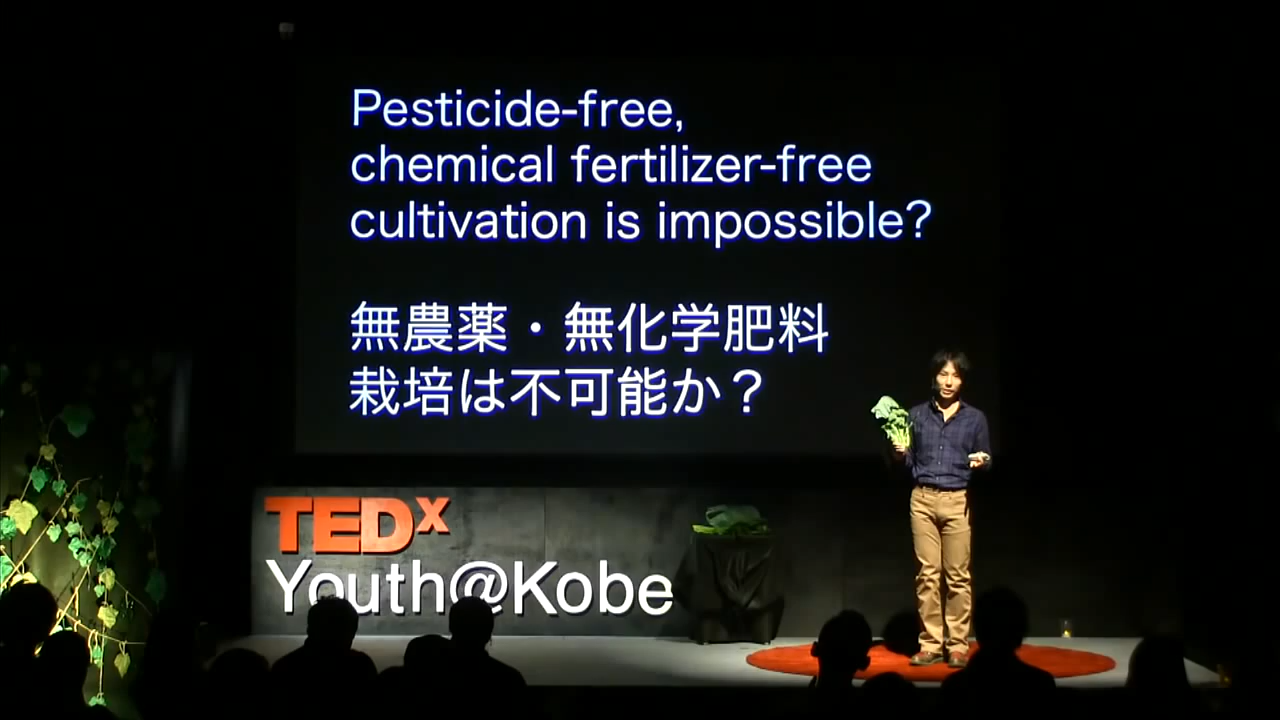 Pesticide-free,
chemical fertilizer-free
cultivation is impossible?
無農薬・無化学肥料
栽培は不可能か？
TEDx
Youth@Kobe